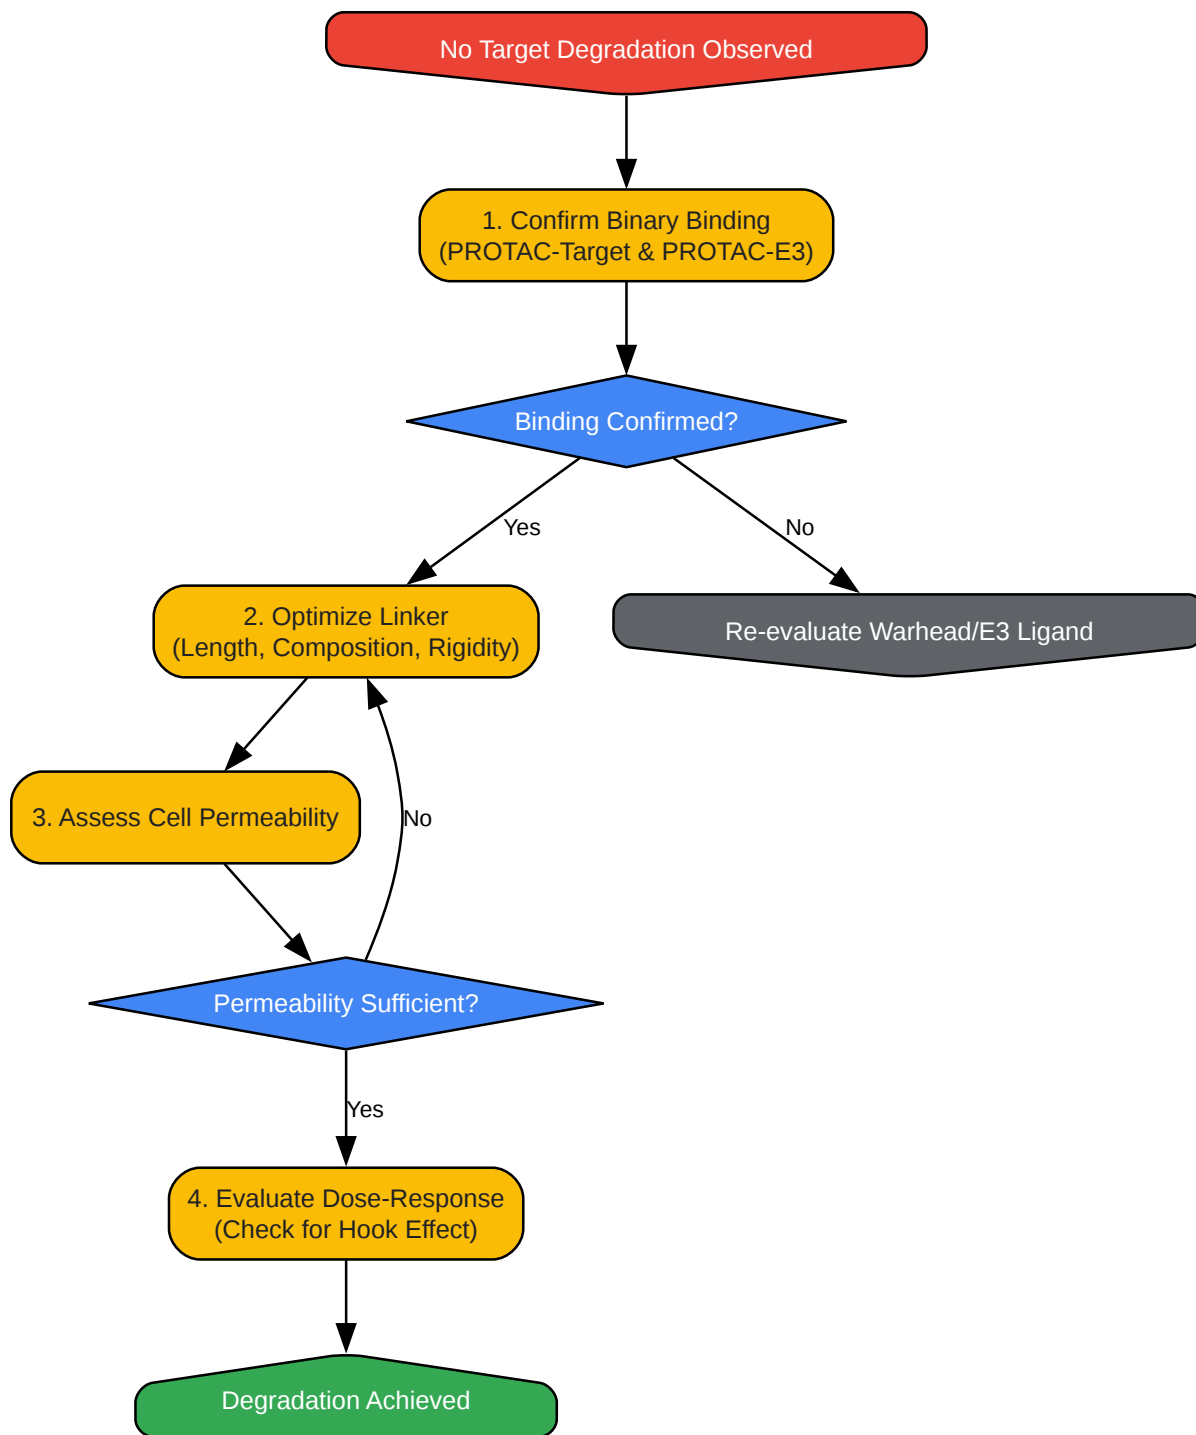 No Target Degradation Observed
1. Confirm Binary Binding
(PROTAC-Target & PROTAC-E3)
Binding Confirmed?
Yes
No
2. Optimize Linker
(Length, Composition, Rigidity)
Re-evaluate Warhead/E3 Ligand
3. Assess Cell Permeability
No
Permeability Sufficient?
Yes
4. Evaluate Dose-Response
(Check for Hook Effect)
Degradation Achieved